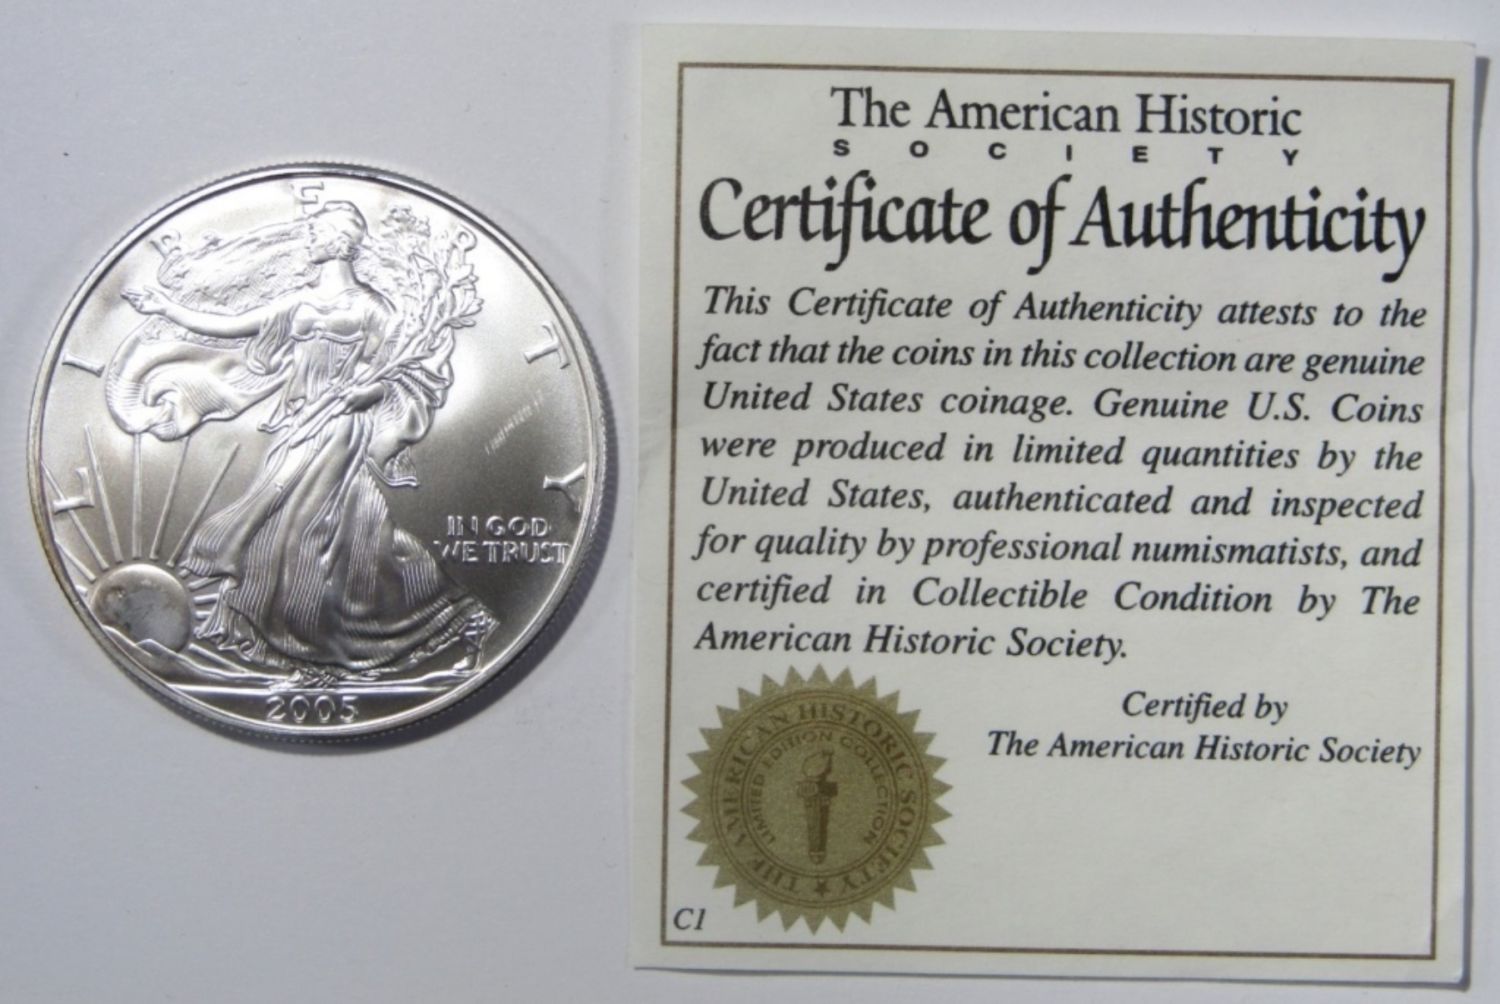 LIBERTY
IN GOD
WE TRUST
2005
The American Historic
SOCIETY
Certificate of Authenticity
This Certificate of Authenticity attests to the
fact that the coins in this collection are genuine
United States coinage. Genuine U.S. Coins
were produced in limited quantities by the
United States, authenticated and inspected
for quality by professional numismatists, and
certified in Collectible Condition by The
American Historic Society.
Certified by
The American Historic Society
THE AMERICAN HISTORIC SOCIETY
LIMITED EDITION COLLECTION
C1